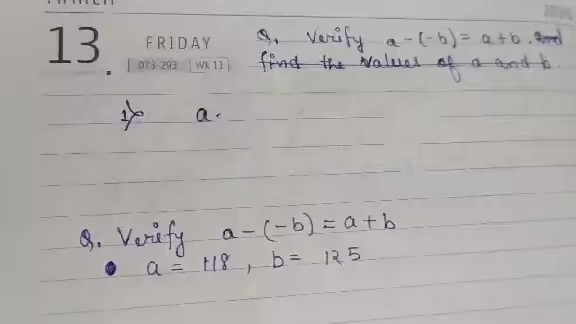 13
FRIDAY
073-293 WK 11
Q. Verify a-(-b) = a+b. and
find the values of a and b.
1) a.
Q. Verify a-(-b) = a+b
a = 118, b = 125